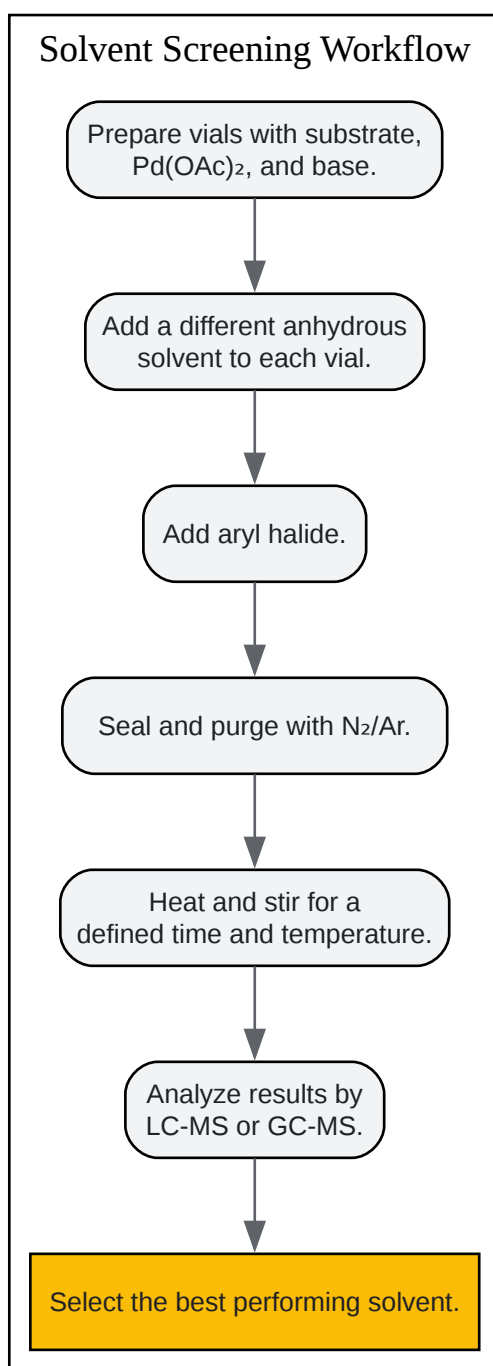 Solvent Screening Workflow
Prepare vials with substrate,
Pd(OAc)₂, and base.
Add a different anhydrous
solvent to each vial.
Add aryl halide.
Seal and purge with N₂/Ar.
Heat and stir for a
defined time and temperature.
Analyze results by
LC-MS or GC-MS.
Select the best performing solvent.